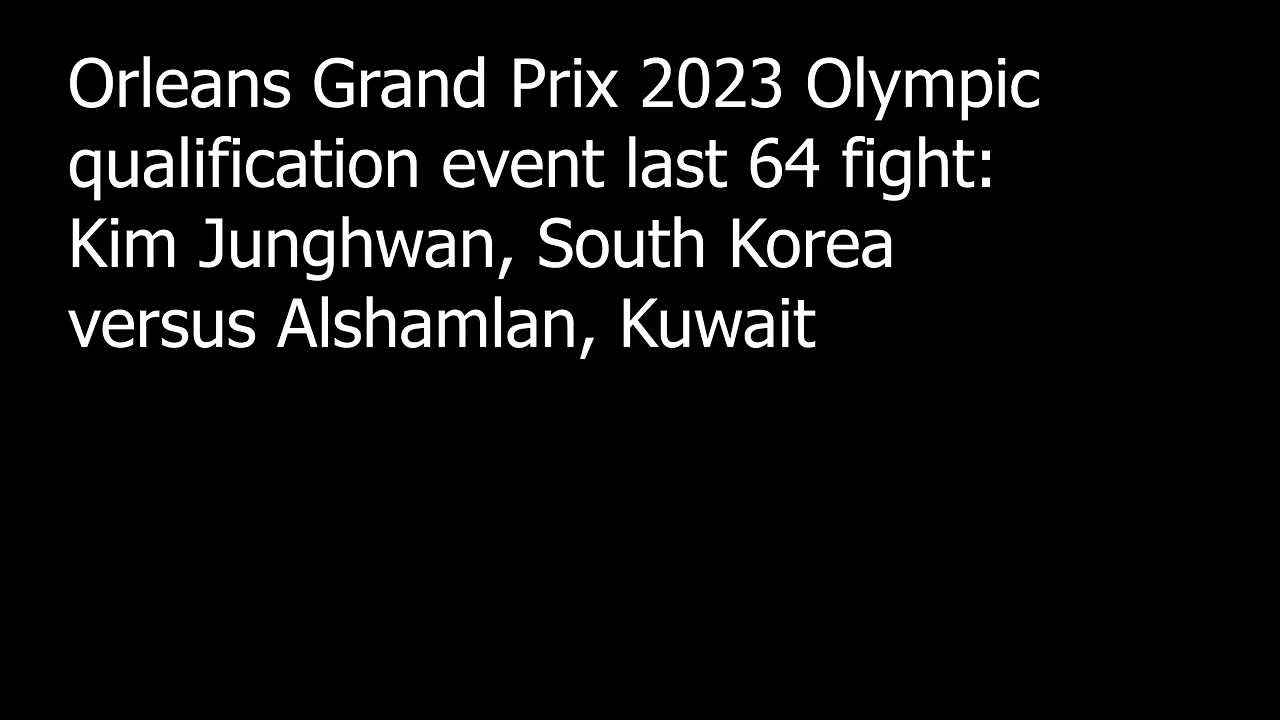 Orleans Grand Prix 2023 Olympic
qualification event last 64 fight:
Kim Junghwan, South Korea
versus Alshamlan, Kuwait